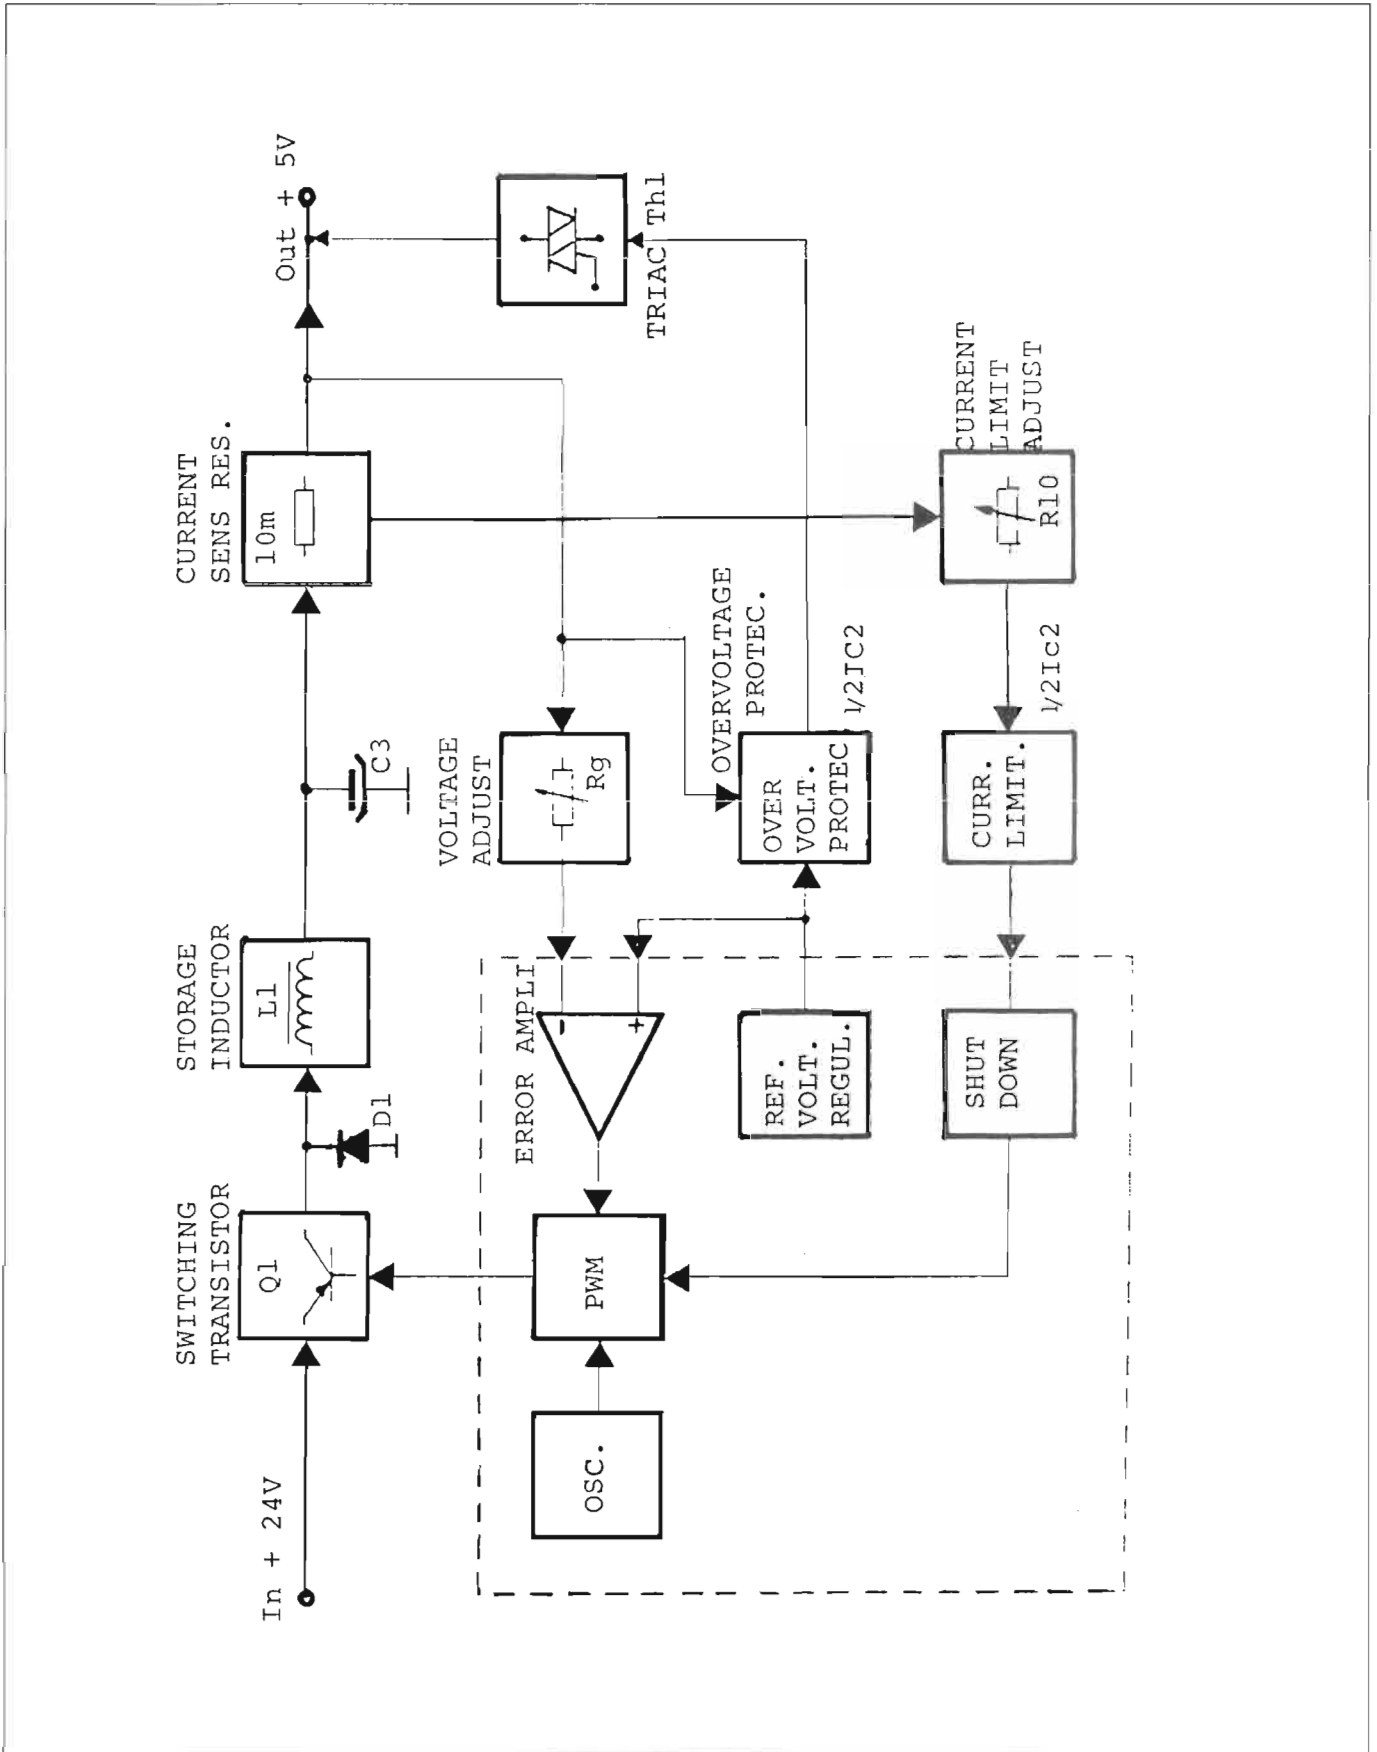 In + 24V
SWITCHING
TRANSISTOR
Q1
D1
STORAGE
INDUCTOR
L1
C3
CURRENT
SENS RES.
10m
Out + 5V
OSC.
PWM
ERROR AMPLI
-
+
VOLTAGE
ADJUST
Rg
TRIAC Th1
REF.
VOLT.
REGUL.
OVERVOLTAGE
PROTEC.
OVER
VOLT.
PROTEC
1/2IC2
SHUT
DOWN
CURR.
LIMIT.
1/2Ic2
CURRENT
LIMIT
ADJUST
R10